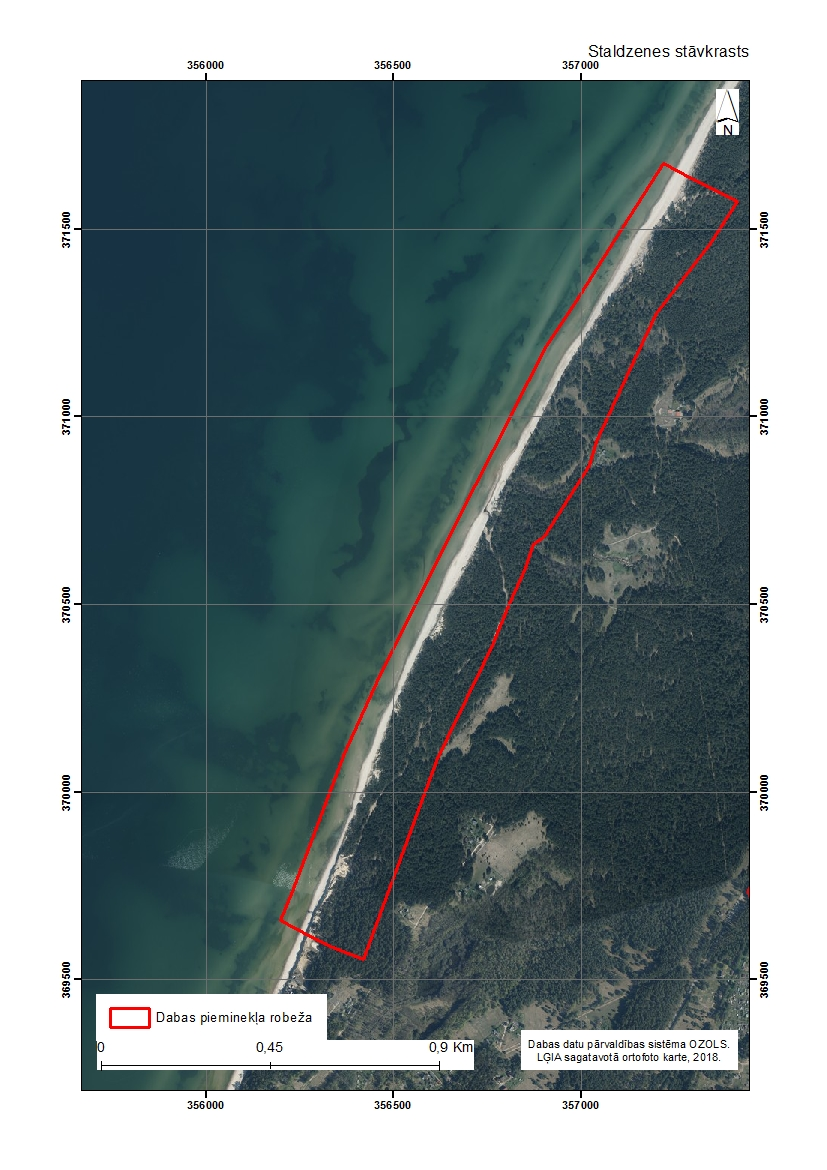 Staldzenes stāvkrasts
356000 356500 357000
N
371500 371500
371000 371000
370500 370500
370000 370000
369500 369500
Dabas pieminekļa robeža
0 0,45 0,9 Km
Dabas datu pārvaldības sistēma OZOLS.
LĢIA sagatavotā ortofoto karte, 2018.
356000 356500 357000